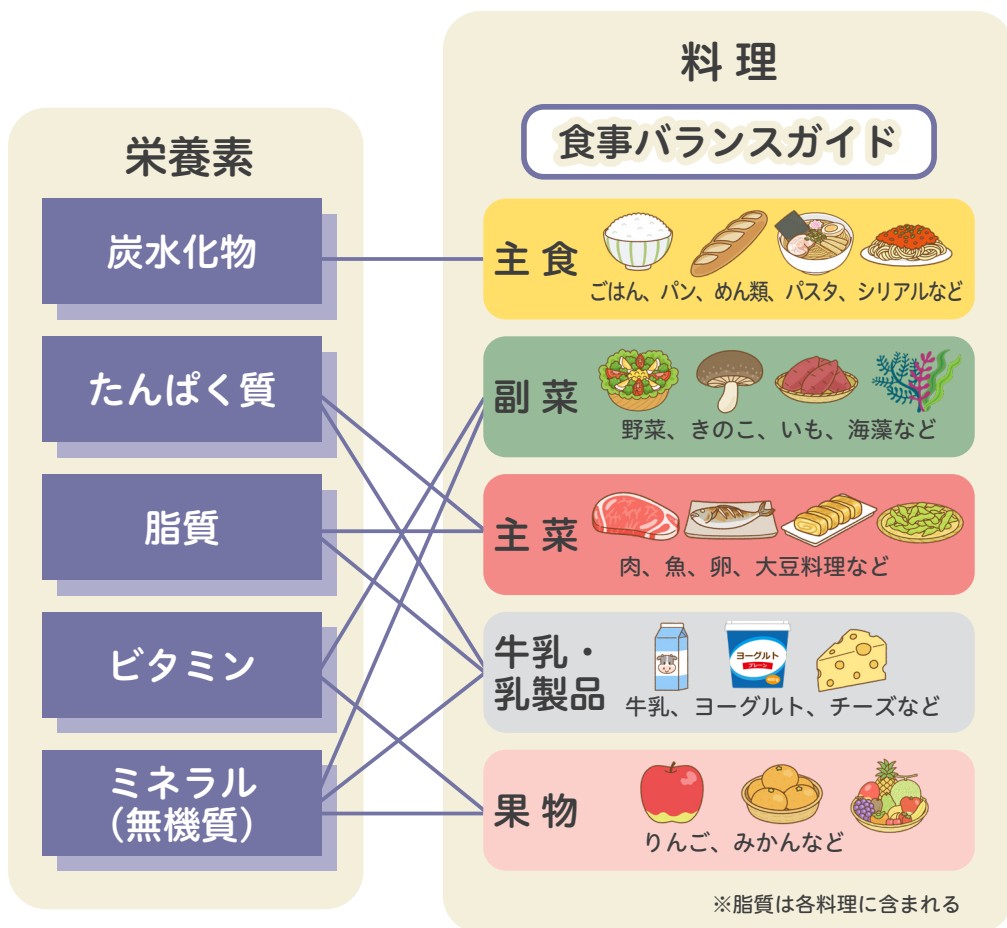 料理
食事バランスガイド
栄養素
炭水化物
たんぱく質
脂質
ビタミン
ミネラル
（無機質）
主食
ごはん、パン、めん類、パスタ、シリアルなど
副菜
野菜、きのこ、いも、海藻など
主菜
肉、魚、卵、大豆料理など
牛乳・
乳製品
ヨーグルト
プレーン
牛乳、ヨーグルト、チーズなど
果物
りんご、みかんなど
※脂質は各料理に含まれる